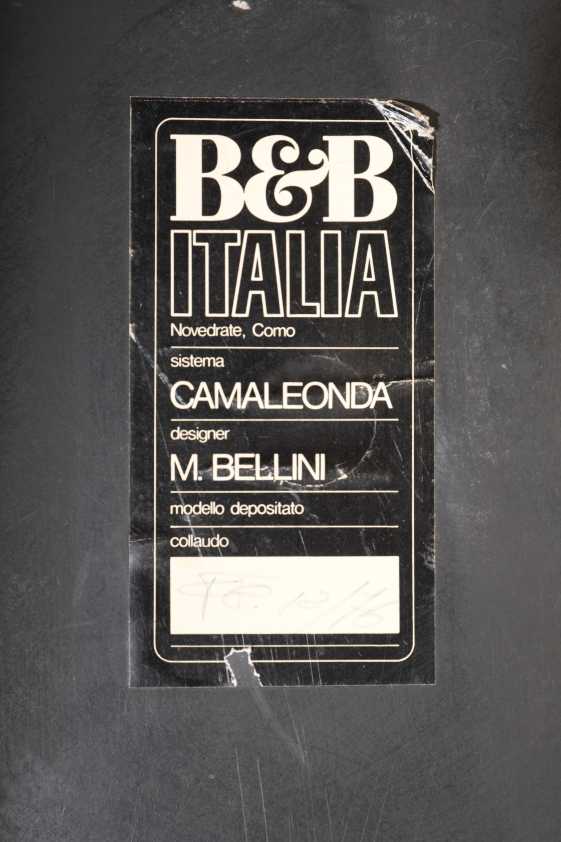 B&B
ITALIA
Novedrate, Como
sistema
CAMALEONDA
designer
M. BELLINI
modello depositato
collaudo